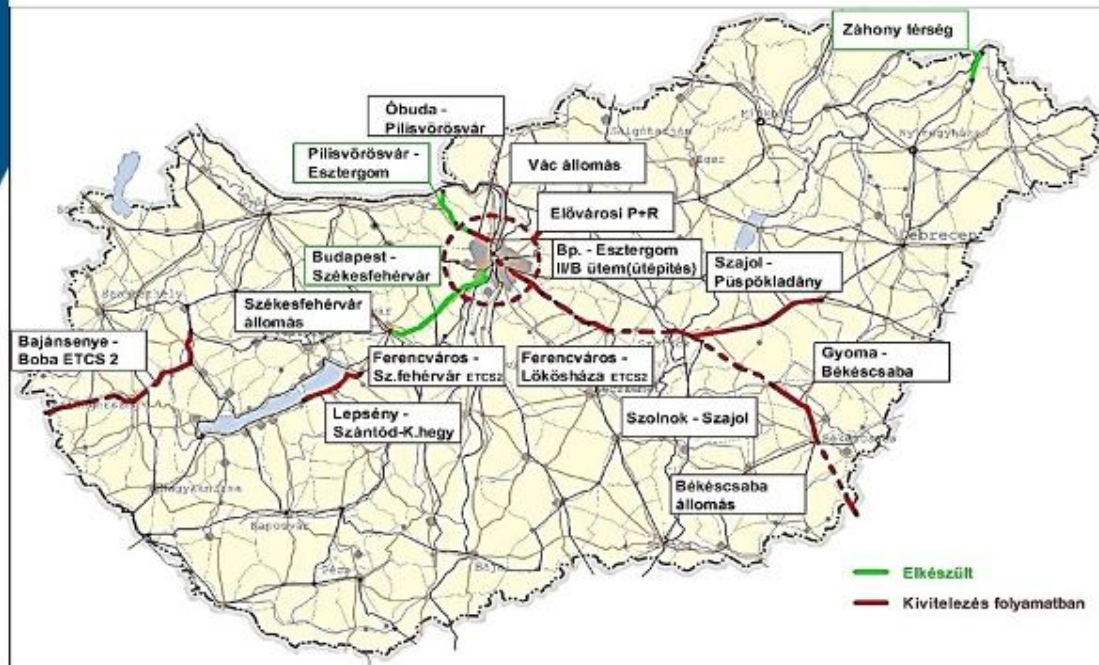 Záhony térség
Óbuda -
Pilisvörösvár
Pilisvörösvár -
Esztergom
Vác állomás
Elővárosi P+R
Budapest -
Székesfehérvár
Bp. - Esztergom
II/B ütem(útépítés)
Szajol -
Püspökladány
Székesfehérvár
állomás
Bajánsenye -
Boba ETCS 2
Ferencváros -
Sz.fehérvár ETCS2
Ferencváros -
Lökösháza ETCS2
Gyoma -
Békéscsaba
Lepsény -
Szántód-K.hegy
Szolnok - Szajol
Békéscsaba
állomás
Elkészült
Kivitelezés folyamatban